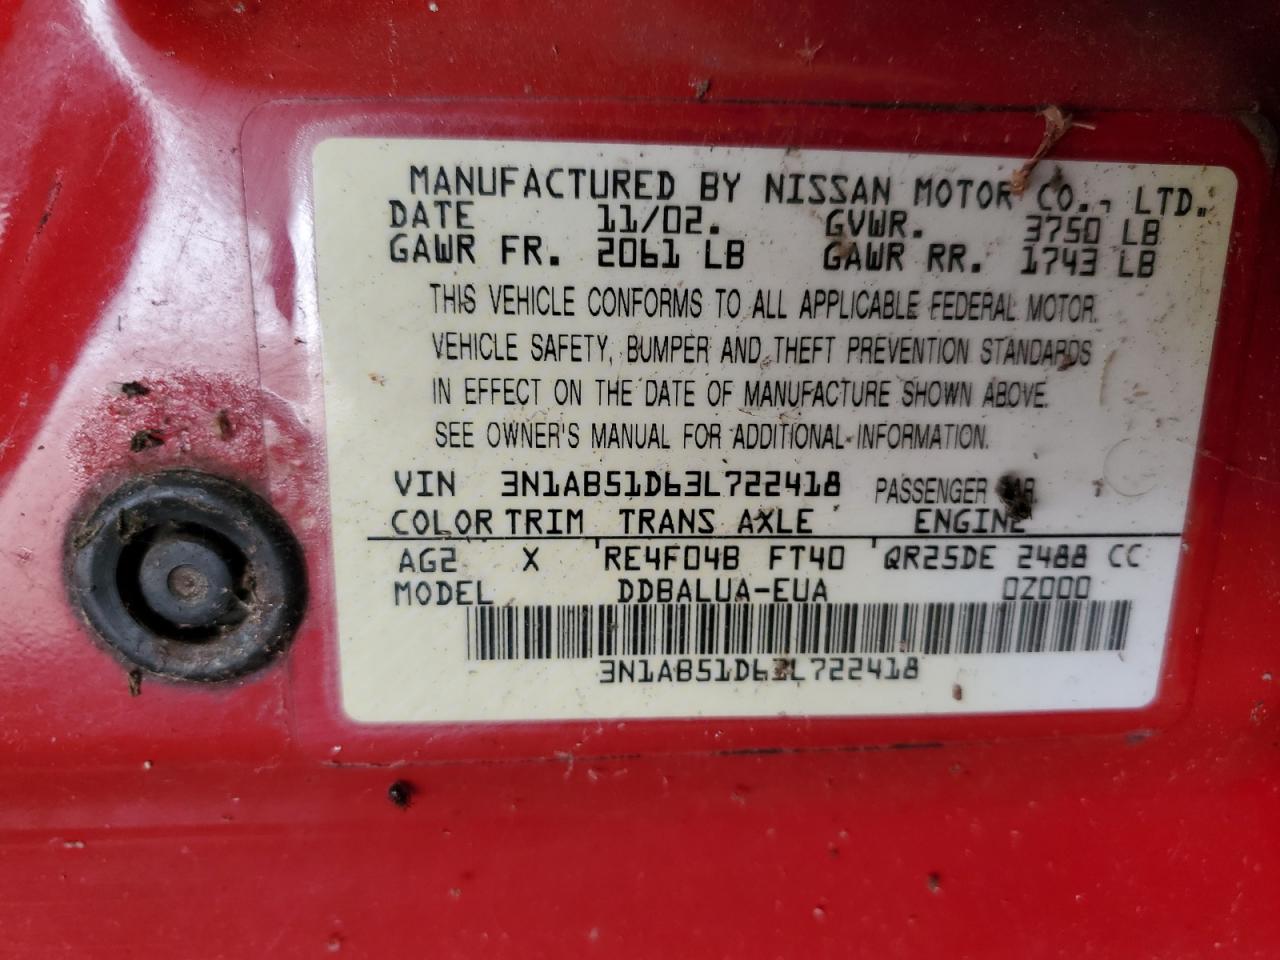 MANUFACTURED BY NISSAN MOTOR CO., LTD.
DATE 11/02. GVWR. 3750 LB
GAWR FR. 2061 LB GAWR RR. 1743 LB
THIS VEHICLE CONFORMS TO ALL APPLICABLE FEDERAL MOTOR
VEHICLE SAFETY, BUMPER AND THEFT PREVENTION STANDARDS
IN EFFECT ON THE DATE OF MANUFACTURE SHOWN ABOVE.
SEE OWNER'S MANUAL FOR ADDITIONAL INFORMATION.
VIN 3N1AB51D63L722418 PASSENGER CAR
COLOR TRIM TRANS AXLE ENGINE
AG2 X RE4F04B FT40 QR25DE 2488 CC
MODEL DDBALUA-EUA 0Z000
3N1AB51D63L722418